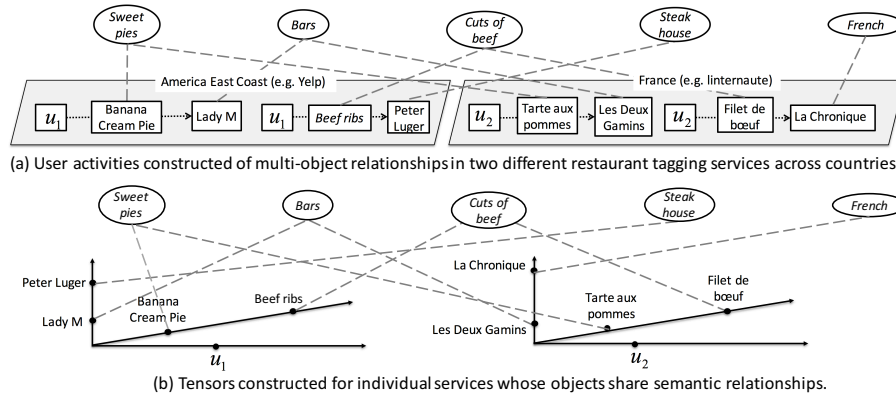 Sweet pies
Bars
Cuts of beef
Steak house
French
America East Coast (e.g. Yelp)
France (e.g. linternaute)
u1
Banana Cream Pie
Lady M
u1
Beef ribs
Peter Luger
u2
Tarte aux pommes
Les Deux Gamins
u2
Filet de bœuf
La Chronique
(a) User activities constructed of multi-object relationships in two different restaurant tagging services across countries
Sweet pies
Bars
Cuts of beef
Steak house
French
Peter Luger
Lady M
Banana Cream Pie
Beef ribs
u1
La Chronique
Les Deux Gamins
Tarte aux pommes
Filet de bœuf
u2
(b) Tensors constructed for individual services whose objects share semantic relationships.